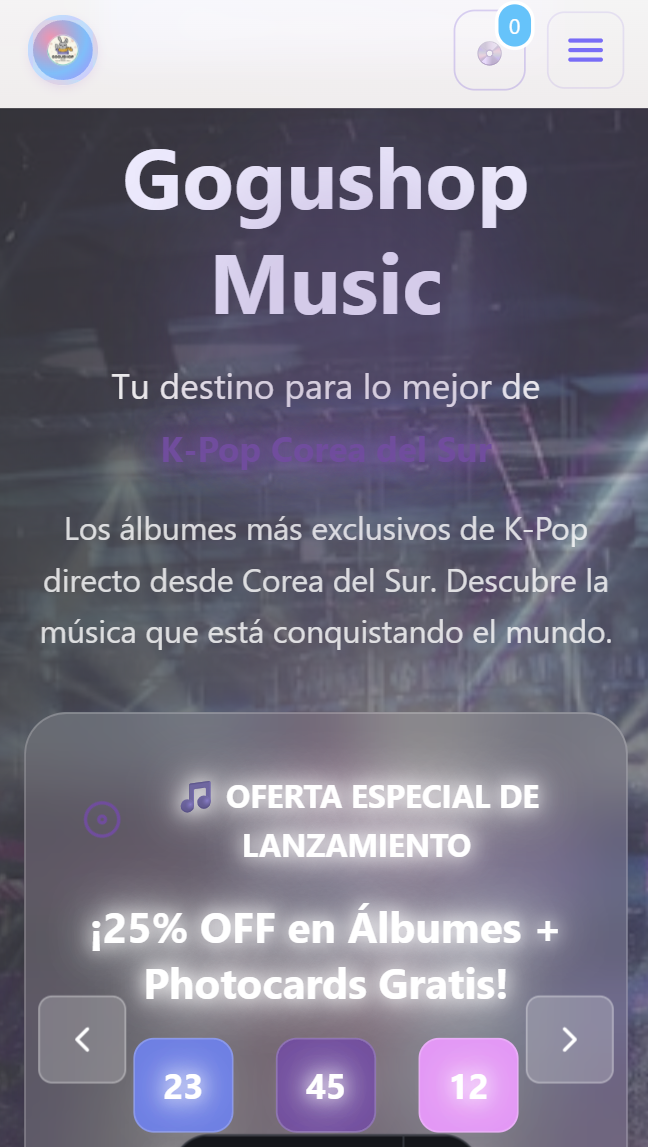 0
Gogushop
Music
Tu destino para lo mejor de
K-Pop Corea del Sur
Los álbumes más exclusivos de K-Pop
directo desde Corea del Sur. Descubre la
música que está conquistando el mundo.
🎵 OFERTA ESPECIAL DE
LANZAMIENTO
¡25% OFF en Álbumes +
Photocards Gratis!
23 45 12